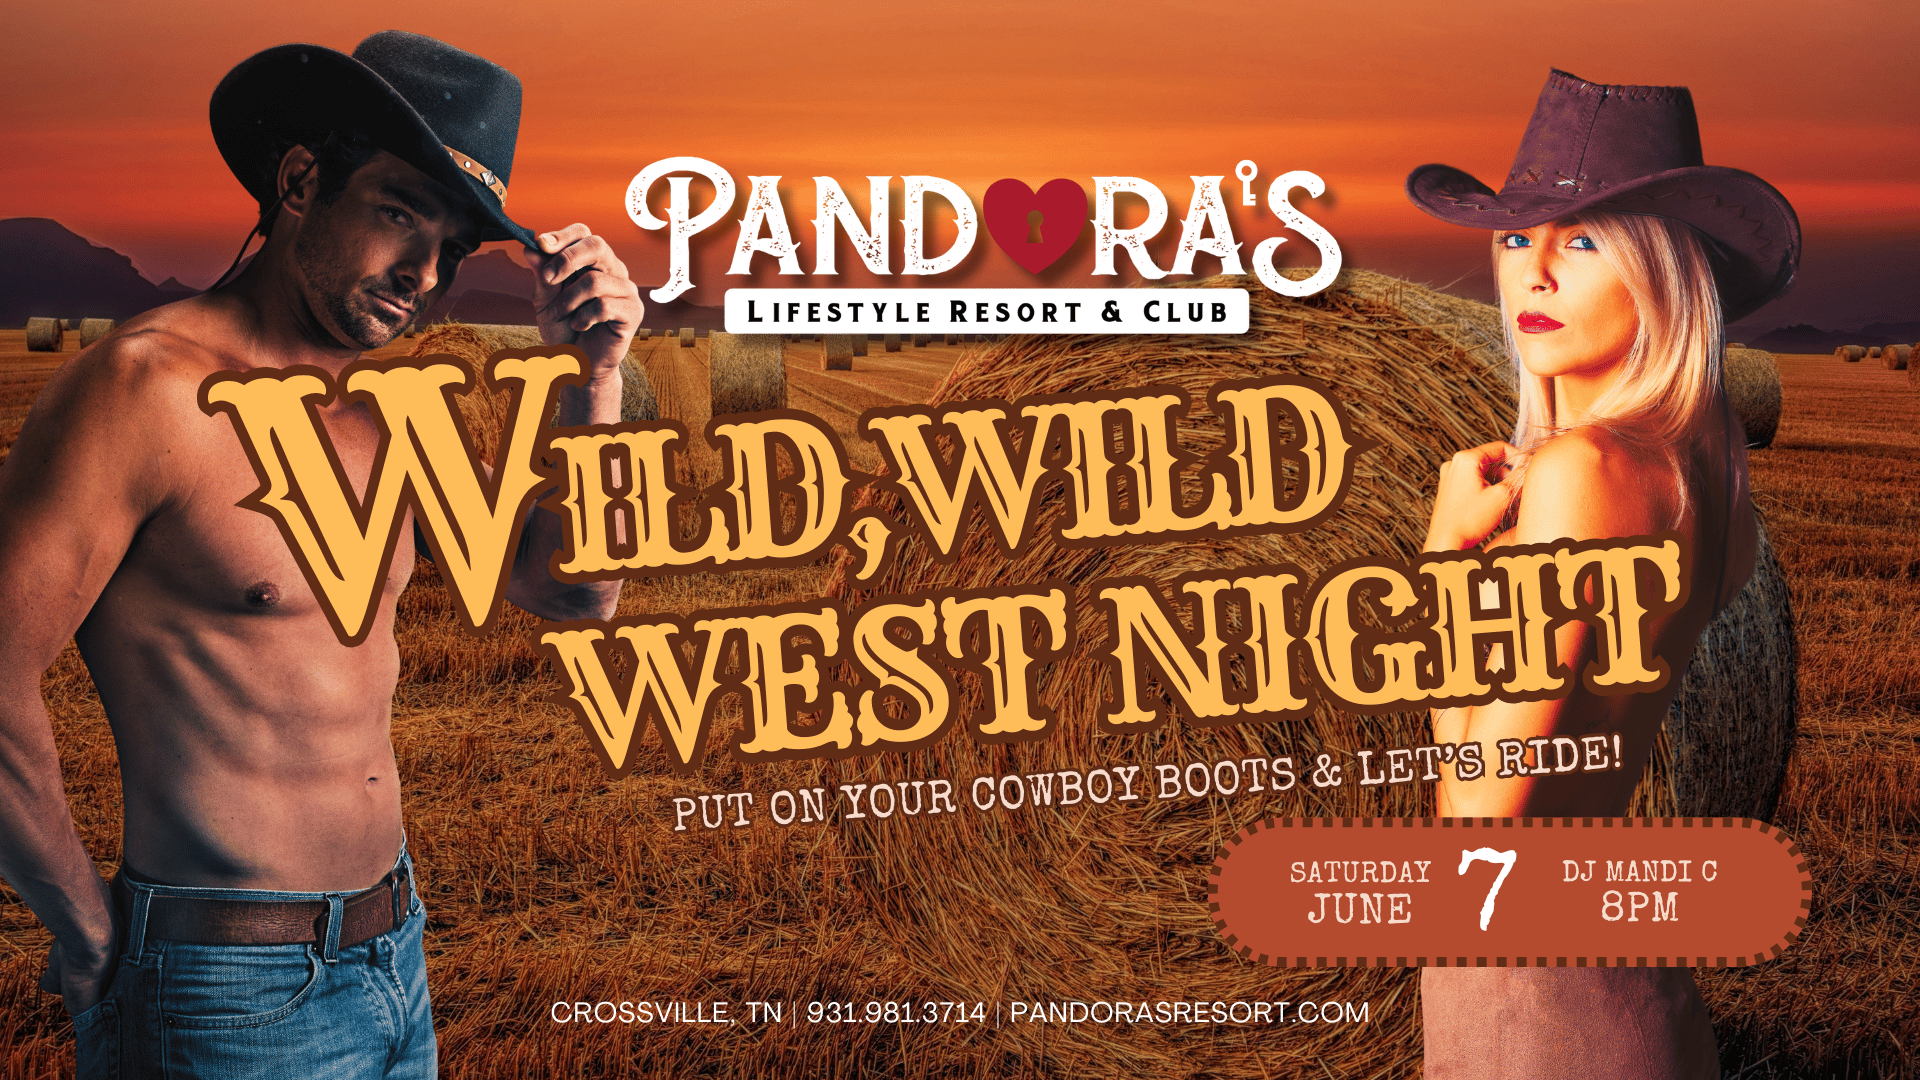 PANDORA'S
LIFESTYLE RESORT & CLUB
WILD, WILD
WEST NIGHT
PUT ON YOUR COWBOY BOOTS & LET'S RIDE!
SATURDAY
JUNE
7
DJ MANDI C
8PM
CROSSVILLE, TN | 931.981.3714 | PANDORASRESORT.COM